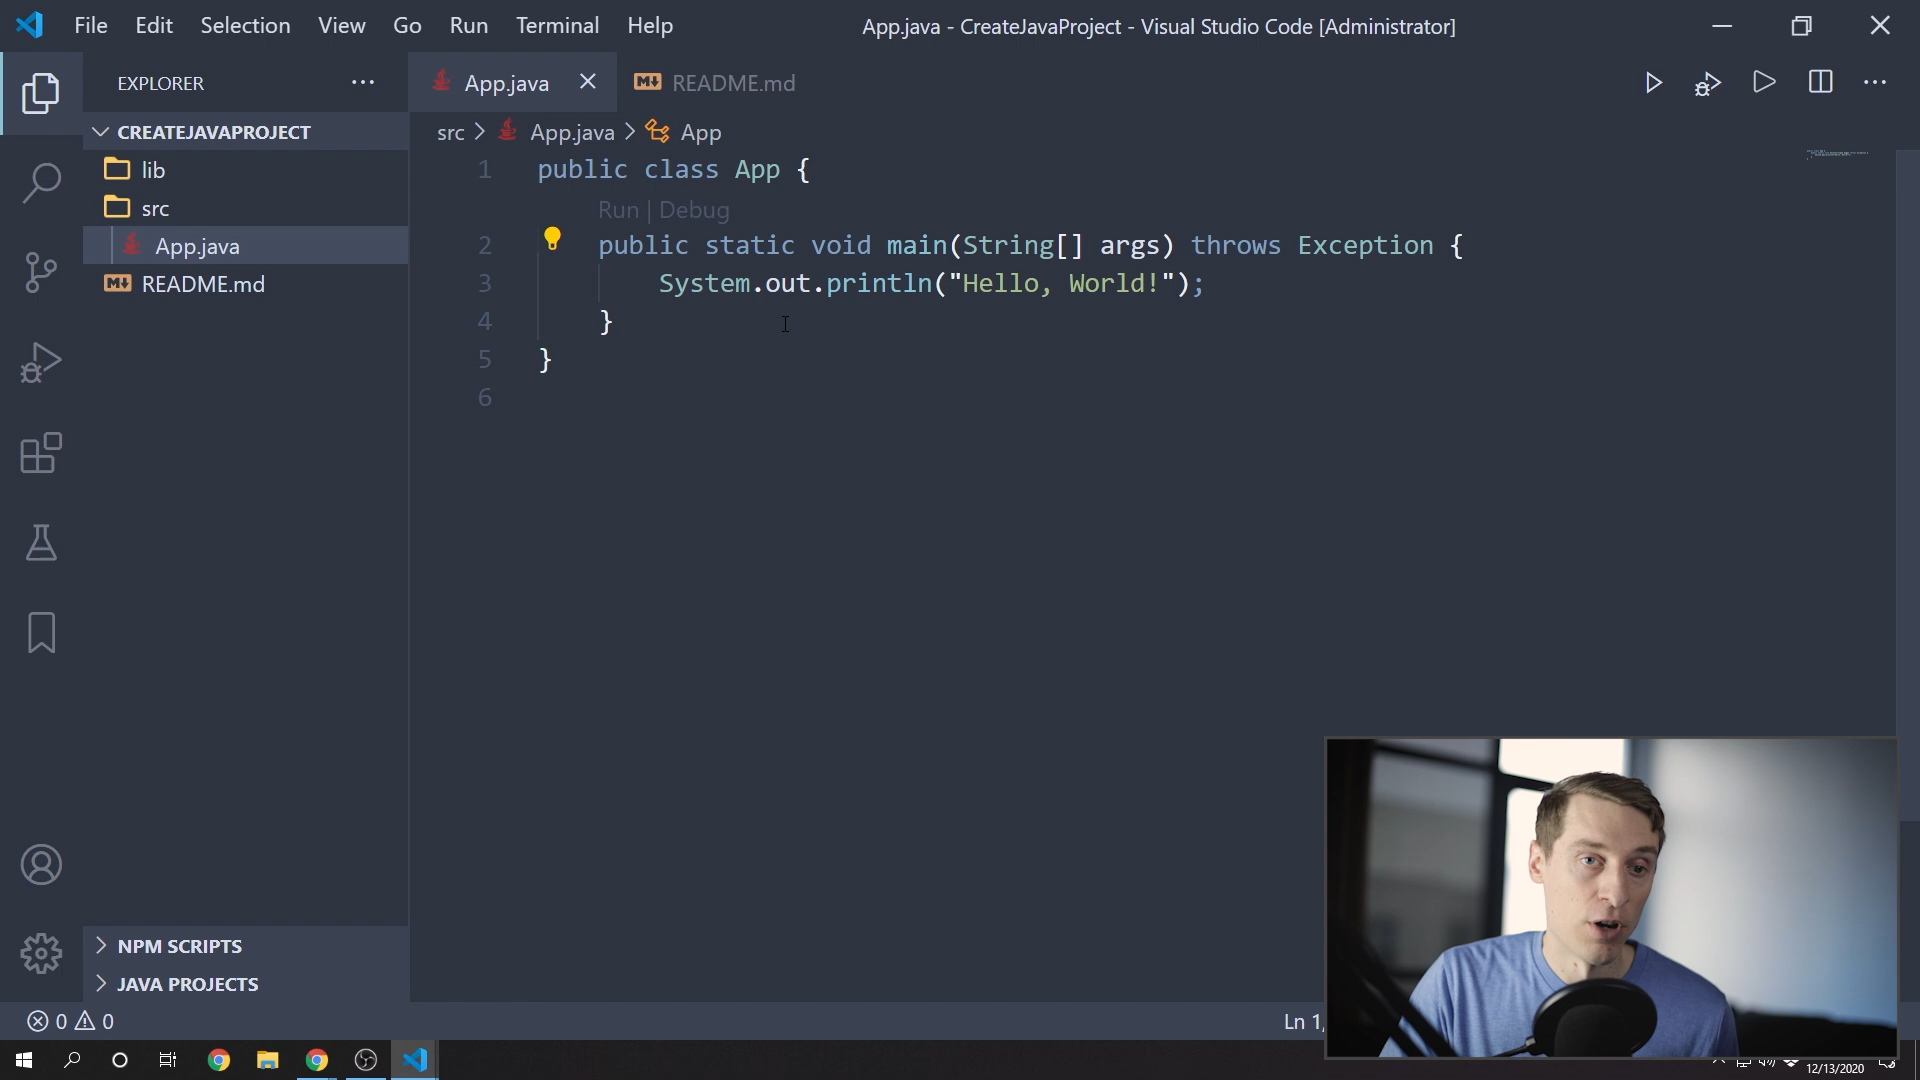 File Edit Selection View Go Run Terminal Help
App.java - CreateJavaProject - Visual Studio Code [Administrator]
EXPLORER
App.java
README.md
CREATEJAVAPROJECT
lib
src
App.java
README.md
src > App.java > App
1 public class App {
Run | Debug
2 public static void main(String[] args) throws Exception {
3 System.out.println("Hello, World!");
4 }
5 }
6
NPM SCRIPTS
JAVA PROJECTS
0 0
Ln 1,
12/13/2020